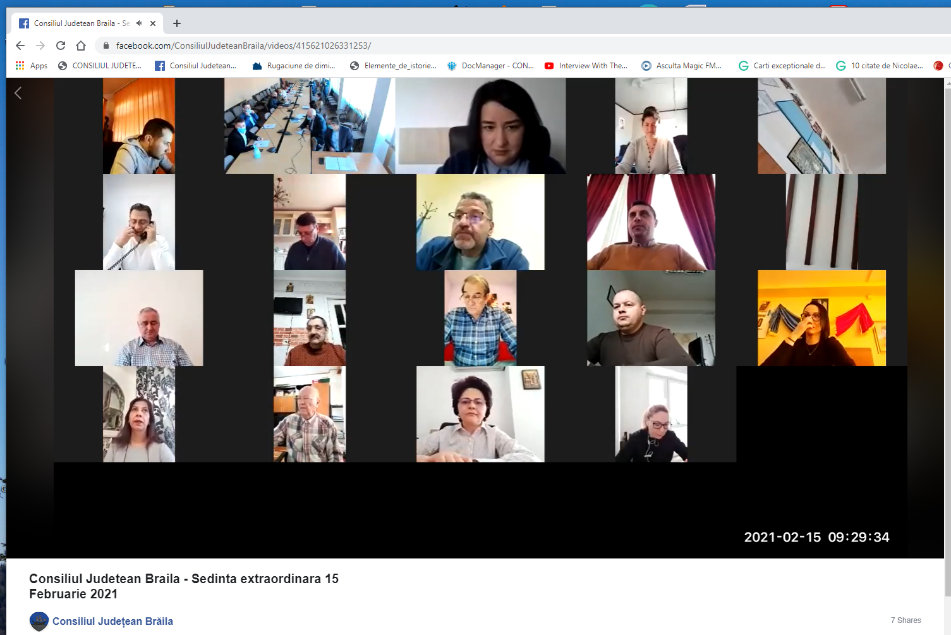 Consiliul Judetean Braila - Se
facebook.com/ConsiliulJudeteanBraila/videos/415621026331253/
Apps CONSILIUL JUDETE... Consiliul Judetean... Rugaciune de dimi... Elemente_de_istorie... DocManager - CON... Interview With The... Asculta Magic FM... Carti exceptionale d... 10 citate de Nicolae...
2021-02-15 09:29:34
Consiliul Judetean Braila - Sedinta extraordinara 15
Februarie 2021
Consiliul Județean Brăila
7 Shares